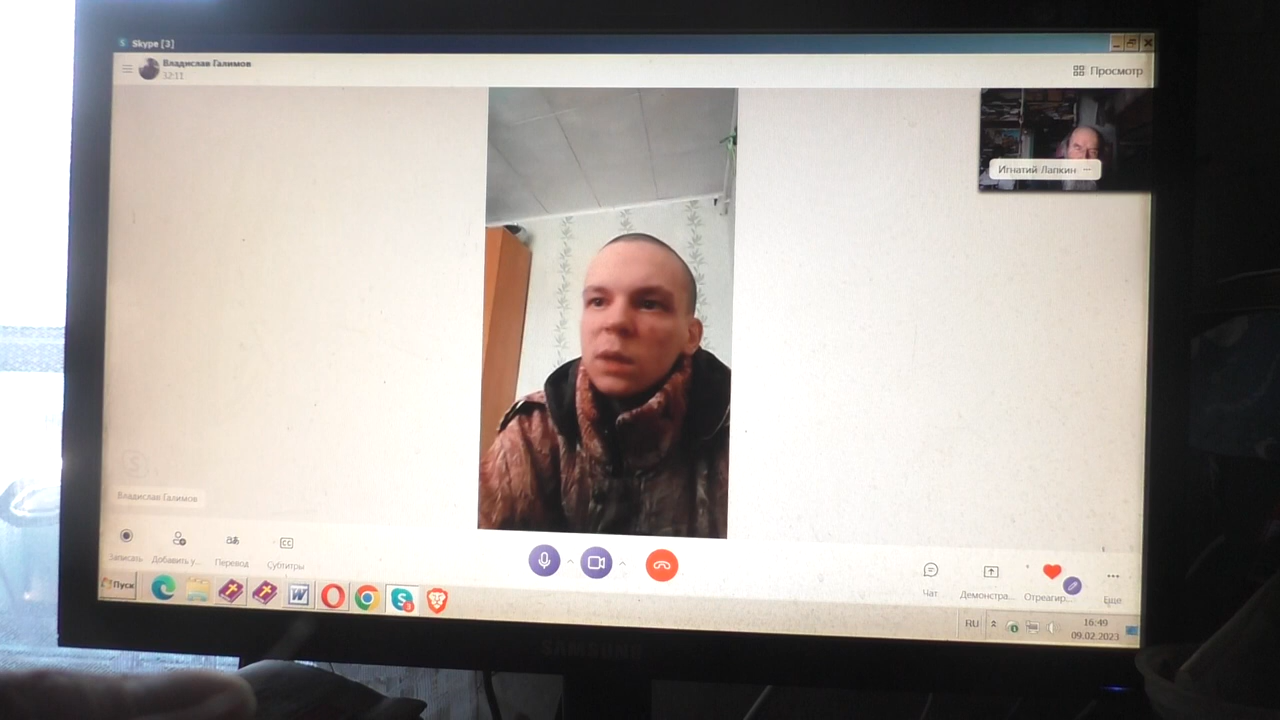 Skype [3]
Владислав Галимов
32:11
Просмотр
Игнатий Лапкин
Владислав Галимов
Записать
Добавить у...
Перевод
Субтитры
Чат
Демонстра...
Отреагир...
Еще
Пуск
RU
16:49
09.02.2023
SAMSUNG